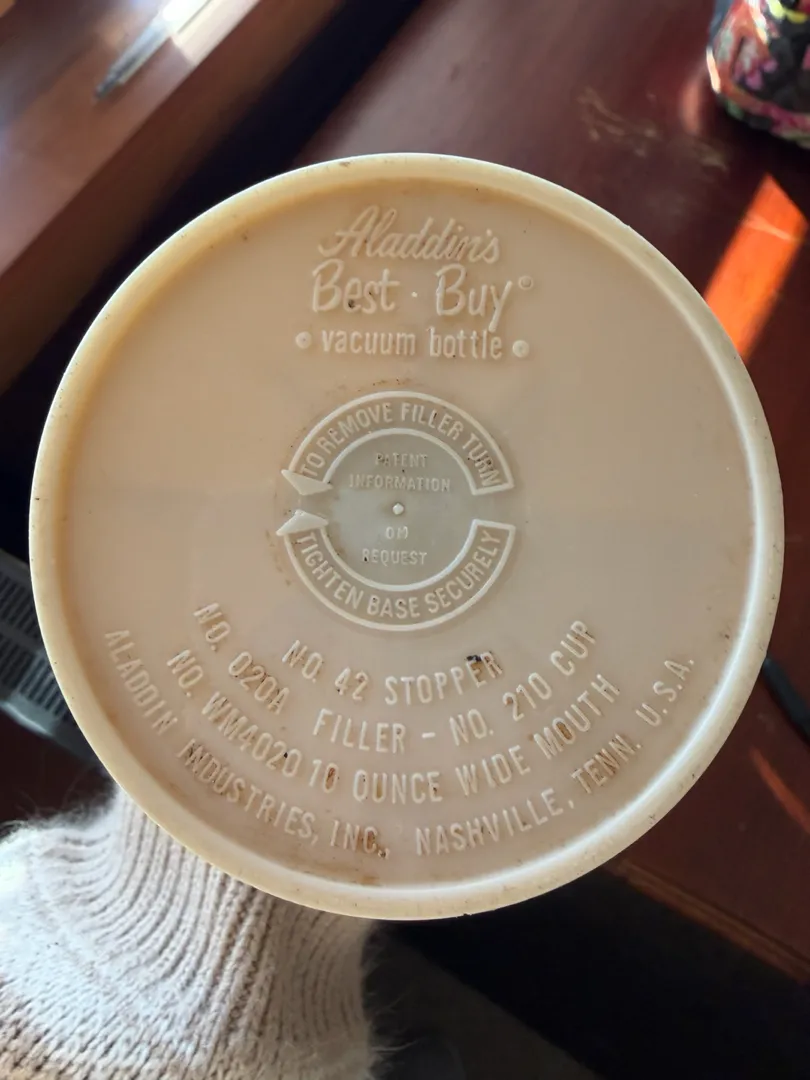 Aladdin's
Best · Buy®
• vacuum bottle •
TO REMOVE FILLER TURN
PATENT
INFORMATION
ON
REQUEST
TIGHTEN BASE SECURELY
NO. 42 STOPPER
NO. 020A FILLER - NO. 210 CUP
NO. WM4020 10 OUNCE WIDE MOUTH
ALADDIN INDUSTRIES, INC., NASHVILLE, TENN. U.S.A.